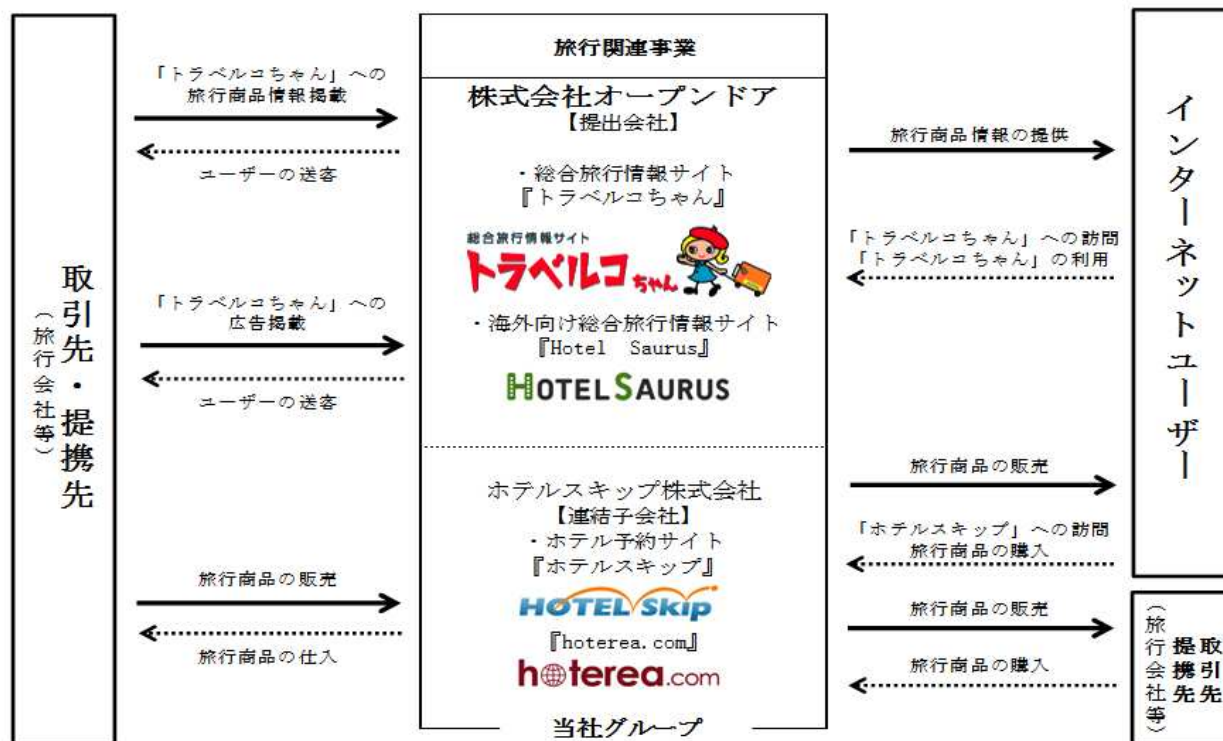 取引先・提携先
（旅行会社等）
「トラベルコちゃん」への
旅行商品情報掲載
ユーザーの送客
「トラベルコちゃん」への
広告掲載
ユーザーの送客
旅行商品の販売
旅行商品の仕入
旅行関連事業
株式会社オープンドア
【提出会社】
・総合旅行情報サイト
『トラベルコちゃん』
総合旅行情報サイト
トラベルコちゃん
・海外向け総合旅行情報サイト
『Hotel Saurus』
HOTELSAURUS
ホテルスキップ株式会社
【連結子会社】
・ホテル予約サイト
『ホテルスキップ』
HOTEL Skip
『hoterea.com』
hoterea.com
当社グループ
旅行商品情報の提供
「トラベルコちゃん」への訪問
「トラベルコちゃん」の利用
旅行商品の販売
「ホテルスキップ」への訪問
旅行商品の購入
旅行商品の販売
旅行商品の購入
インターネットユーザー
取引先
提携先
（旅行会社等）